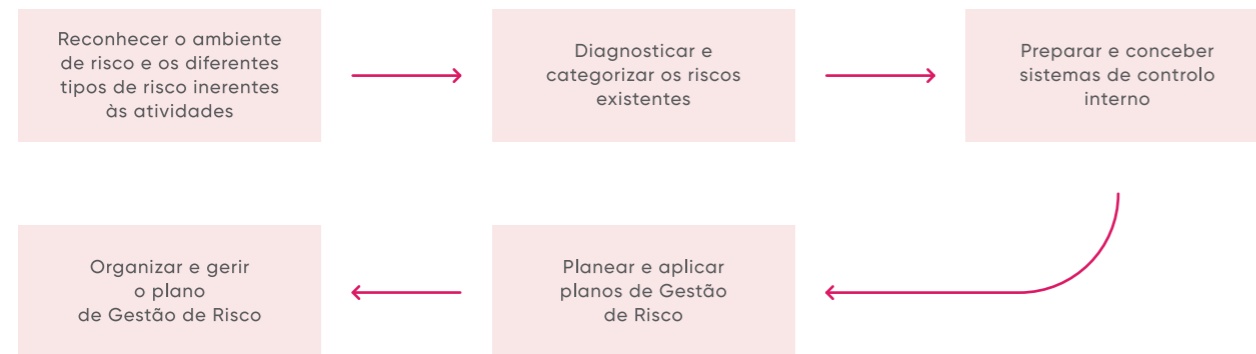 Reconhecer o ambiente
de risco e os diferentes
tipos de risco inerentes
às atividades
Diagnosticar e
categorizar os riscos
existentes
Preparar e conceber
sistemas de controlo
interno
Planear e aplicar
planos de Gestão
de Risco
Organizar e gerir
o plano
de Gestão de Risco